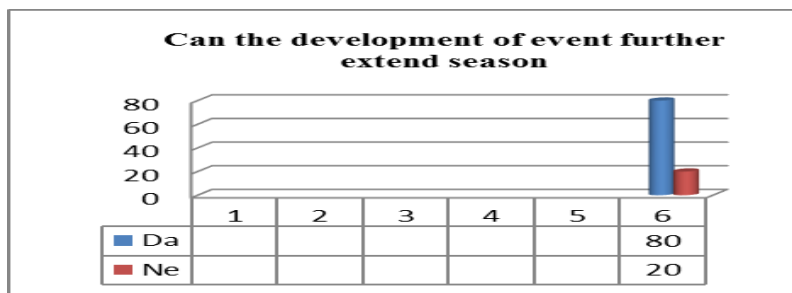 Can the development of event further
extend season
80
60
40
20
0
1 2 3 4 5 6
Da 80
Ne 20